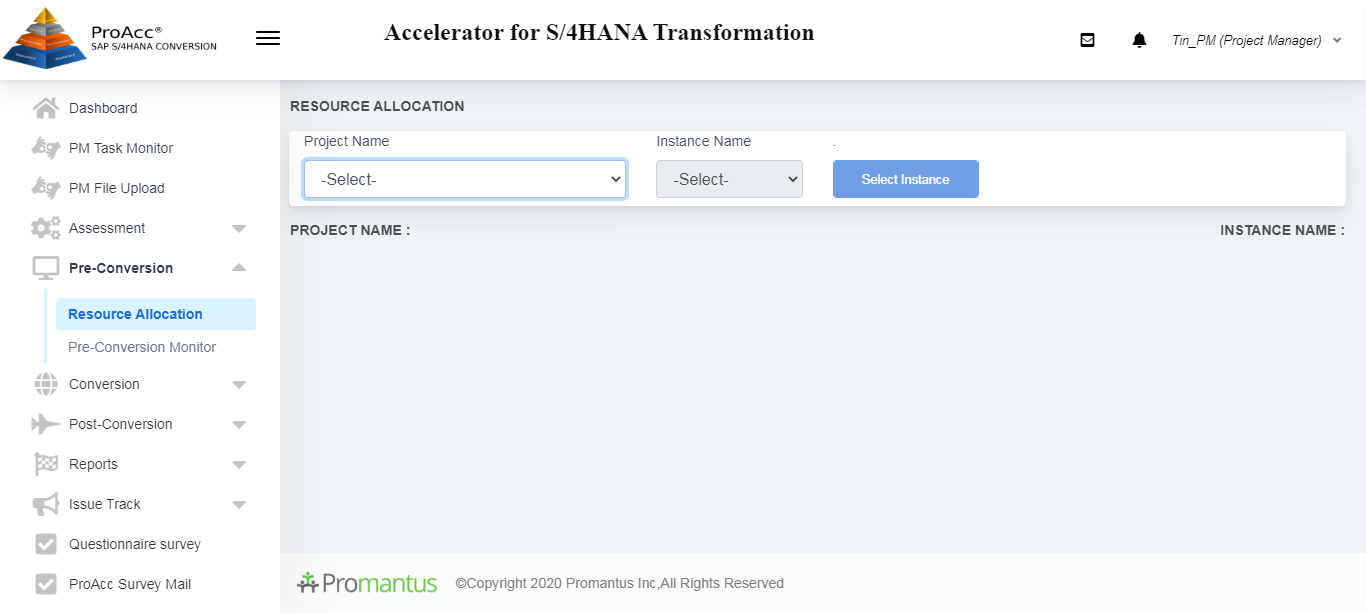 ProAcc®
SAP S/4HANA CONVERSION
Accelerator for S/4HANA Transformation
Tin_PM (Project Manager)
Dashboard
PM Task Monitor
PM File Upload
Assessment
Pre-Conversion
Resource Allocation
Pre-Conversion Monitor
Conversion
Post-Conversion
Reports
Issue Track
Questionnaire survey
ProAcc Survey Mail
RESOURCE ALLOCATION
Project Name
Instance Name
.
-Select-
-Select-
Select Instance
PROJECT NAME :
INSTANCE NAME :
Promantus
©Copyright 2020 Promantus Inc,All Rights Reserved